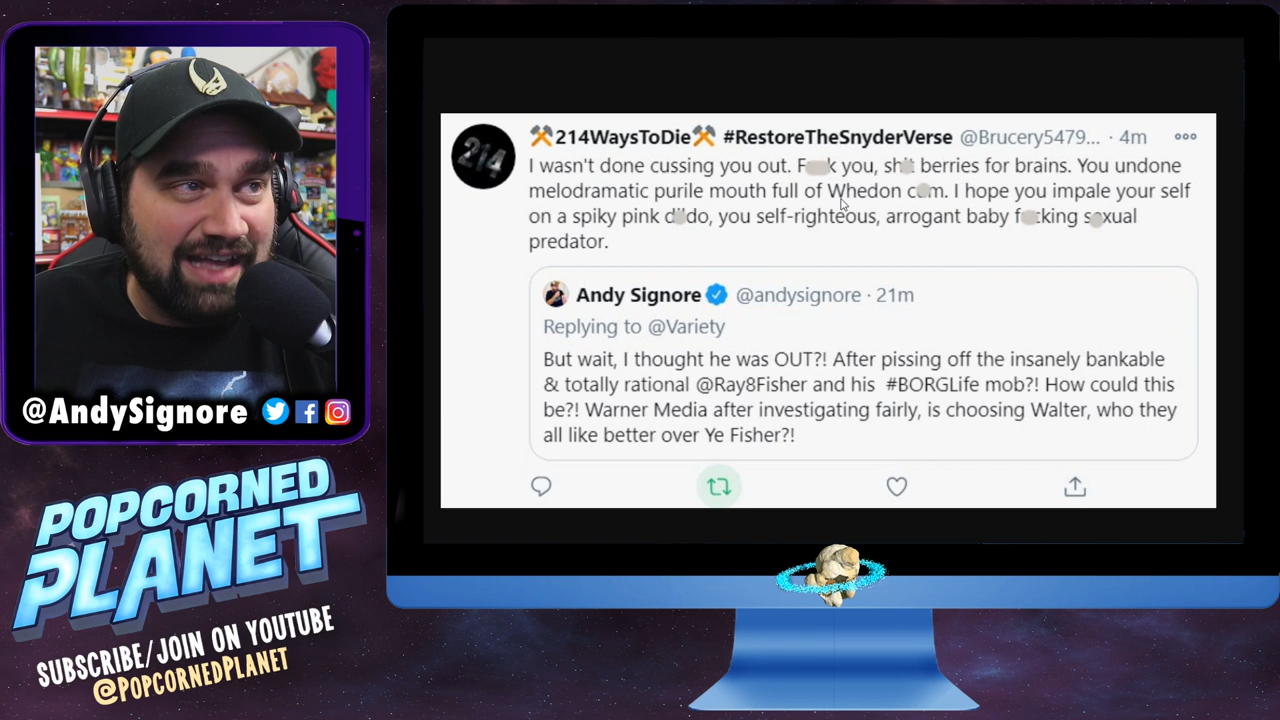 @AndySignore
POPCORNED
PLANET
SUBSCRIBE/JOIN ON YOUTUBE
@POPCORNEDPLANET
214
⚒214WaysToDie⚒ #RestoreTheSnyderVerse @Brucery5479... · 4m
I wasn't done cussing you out. F k you, sh t berries for brains. You undone
melodramatic purile mouth full of Whedon c m. I hope you impale your self
on a spiky pink d ldo, you self-righteous, arrogant baby f cking s xual
predator.
Andy Signore @andysignore · 21m
Replying to @Variety
But wait, I thought he was OUT?! After pissing off the insanely bankable
& totally rational @Ray8Fisher and his #BORGLife mob?! How could this
be?! Warner Media after investigating fairly, is choosing Walter, who they
all like better over Ye Fisher?!